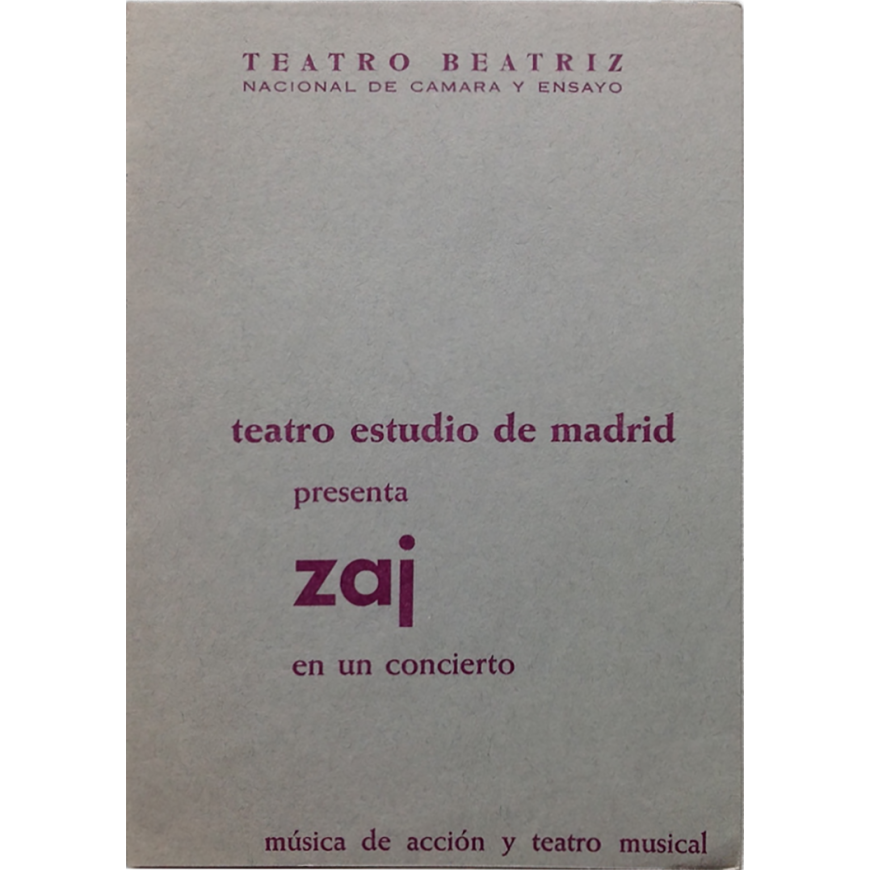 TEATRO BEATRIZ
NACIONAL DE CAMARA Y ENSAYO
teatro estudio de madrid
presenta
zaj
en un concierto
música de acción y teatro musical